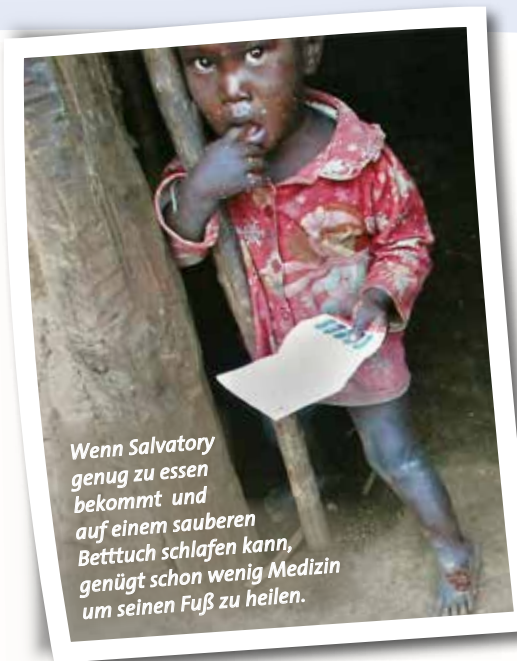 Wenn Salvatory
genug zu essen
bekommt und
auf einem sauberen
Betttuch schlafen kann,
genügt schon wenig Medizin
um seinen Fuß zu heilen.